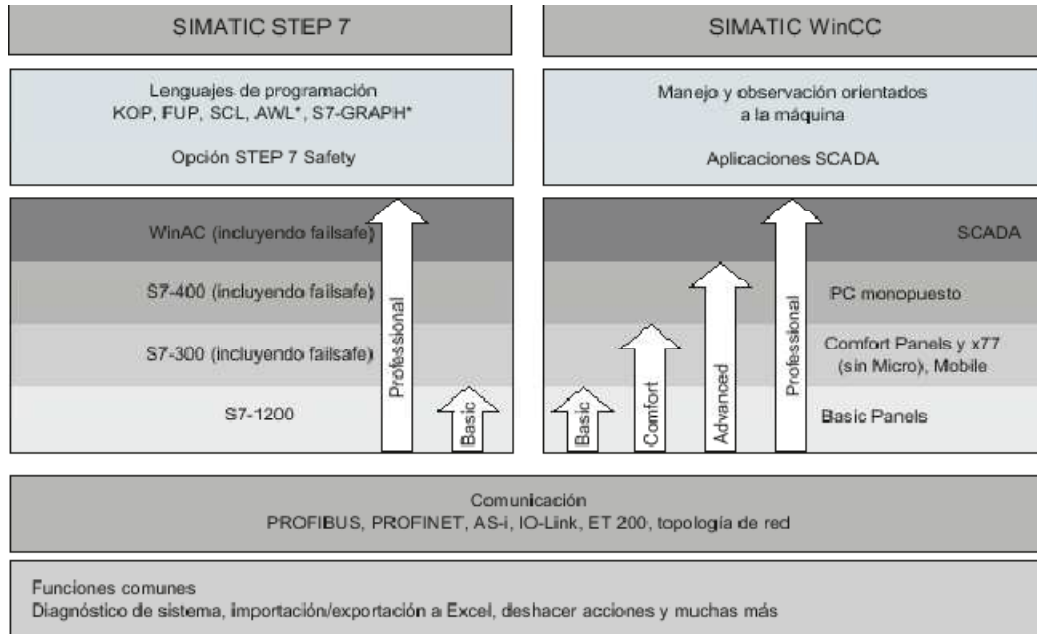 SIMATIC STEP 7
Lenguajes de programación
KOP, FUP, SCL, AWL*, S7-GRAPH*
Opción STEP 7 Safety
WinAC (incluyendo failsafe)
S7-400 (incluyendo failsafe)
S7-300 (incluyendo failsafe)
S7-1200
Professional
Basic
SIMATIC WinCC
Manejo y observación orientados
a la máquina
Aplicaciones SCADA
Basic
Comfort
Advanced
Professional
SCADA
PC monopuesto
Comfort Panels y x77
(sin Micro), Mobile
Basic Panels
Comunicación
PROFIBUS, PROFINET, AS-i, IO-Link, ET 200, topología de red
Funciones comunes
Diagnóstico de sistema, importación/exportación a Excel, deshacer acciones y muchas más